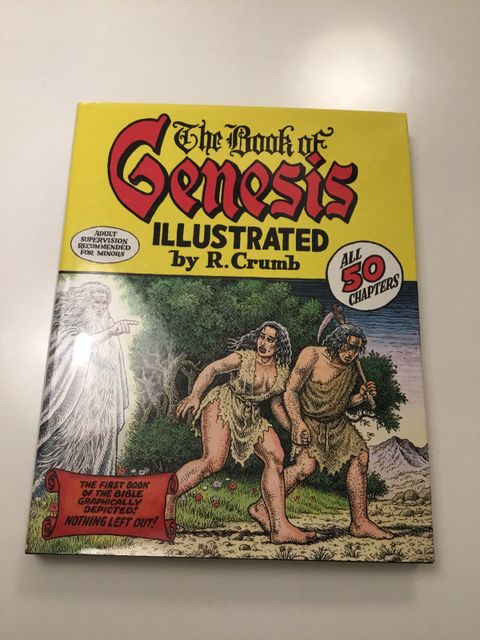 The Book of
Genesis
ILLUSTRATED
by R. Crumb
ADULT
SUPERVISION
RECOMMENDED
FOR MINORS
ALL
50
CHAPTERS
THE FIRST BOOK
OF THE BIBLE
GRAPHICALLY
DEPICTED!
NOTHING LEFT OUT!